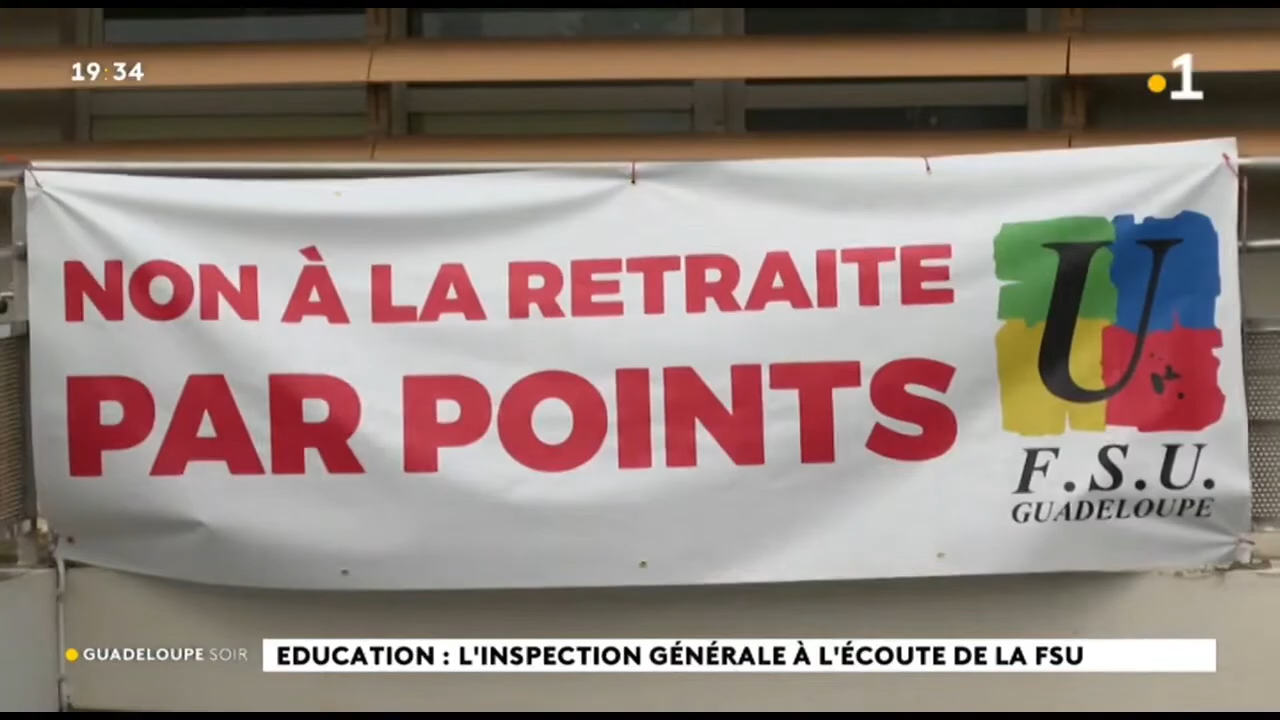 19:34
1
NON À LA RETRAITE
PAR POINTS
U
F.S.U.
GUADELOUPE
GUADELOUPE SOIR
EDUCATION : L'INSPECTION GÉNÉRALE À L'ÉCOUTE DE LA FSU